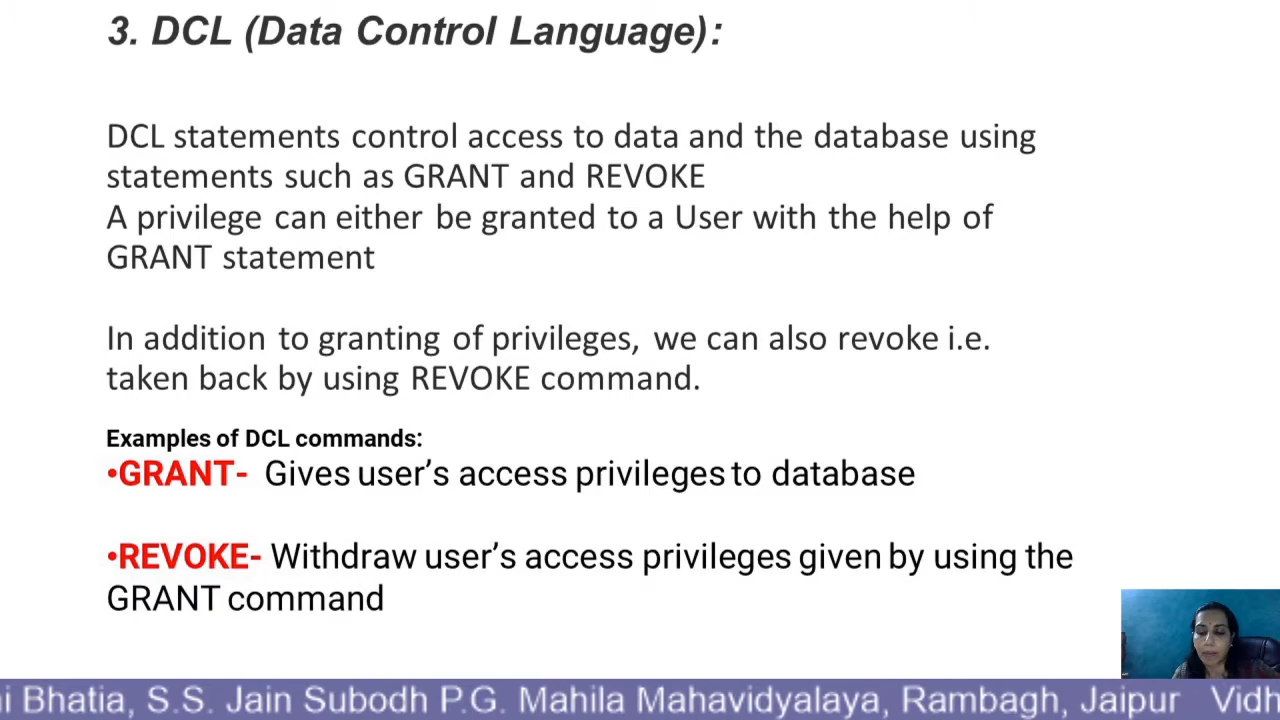 3. DCL (Data Control Language):
DCL statements control access to data and the database using
statements such as GRANT and REVOKE
A privilege can either be granted to a User with the help of
GRANT statement
In addition to granting of privileges, we can also revoke i.e.
taken back by using REVOKE command.
Examples of DCL commands:
•GRANT- Gives user’s access privileges to database
•REVOKE- Withdraw user’s access privileges given by using the
GRANT command
Bhatia, S.S. Jain Subodh P.G. Mahila Mahavidyalaya, Rambagh, Jaipur